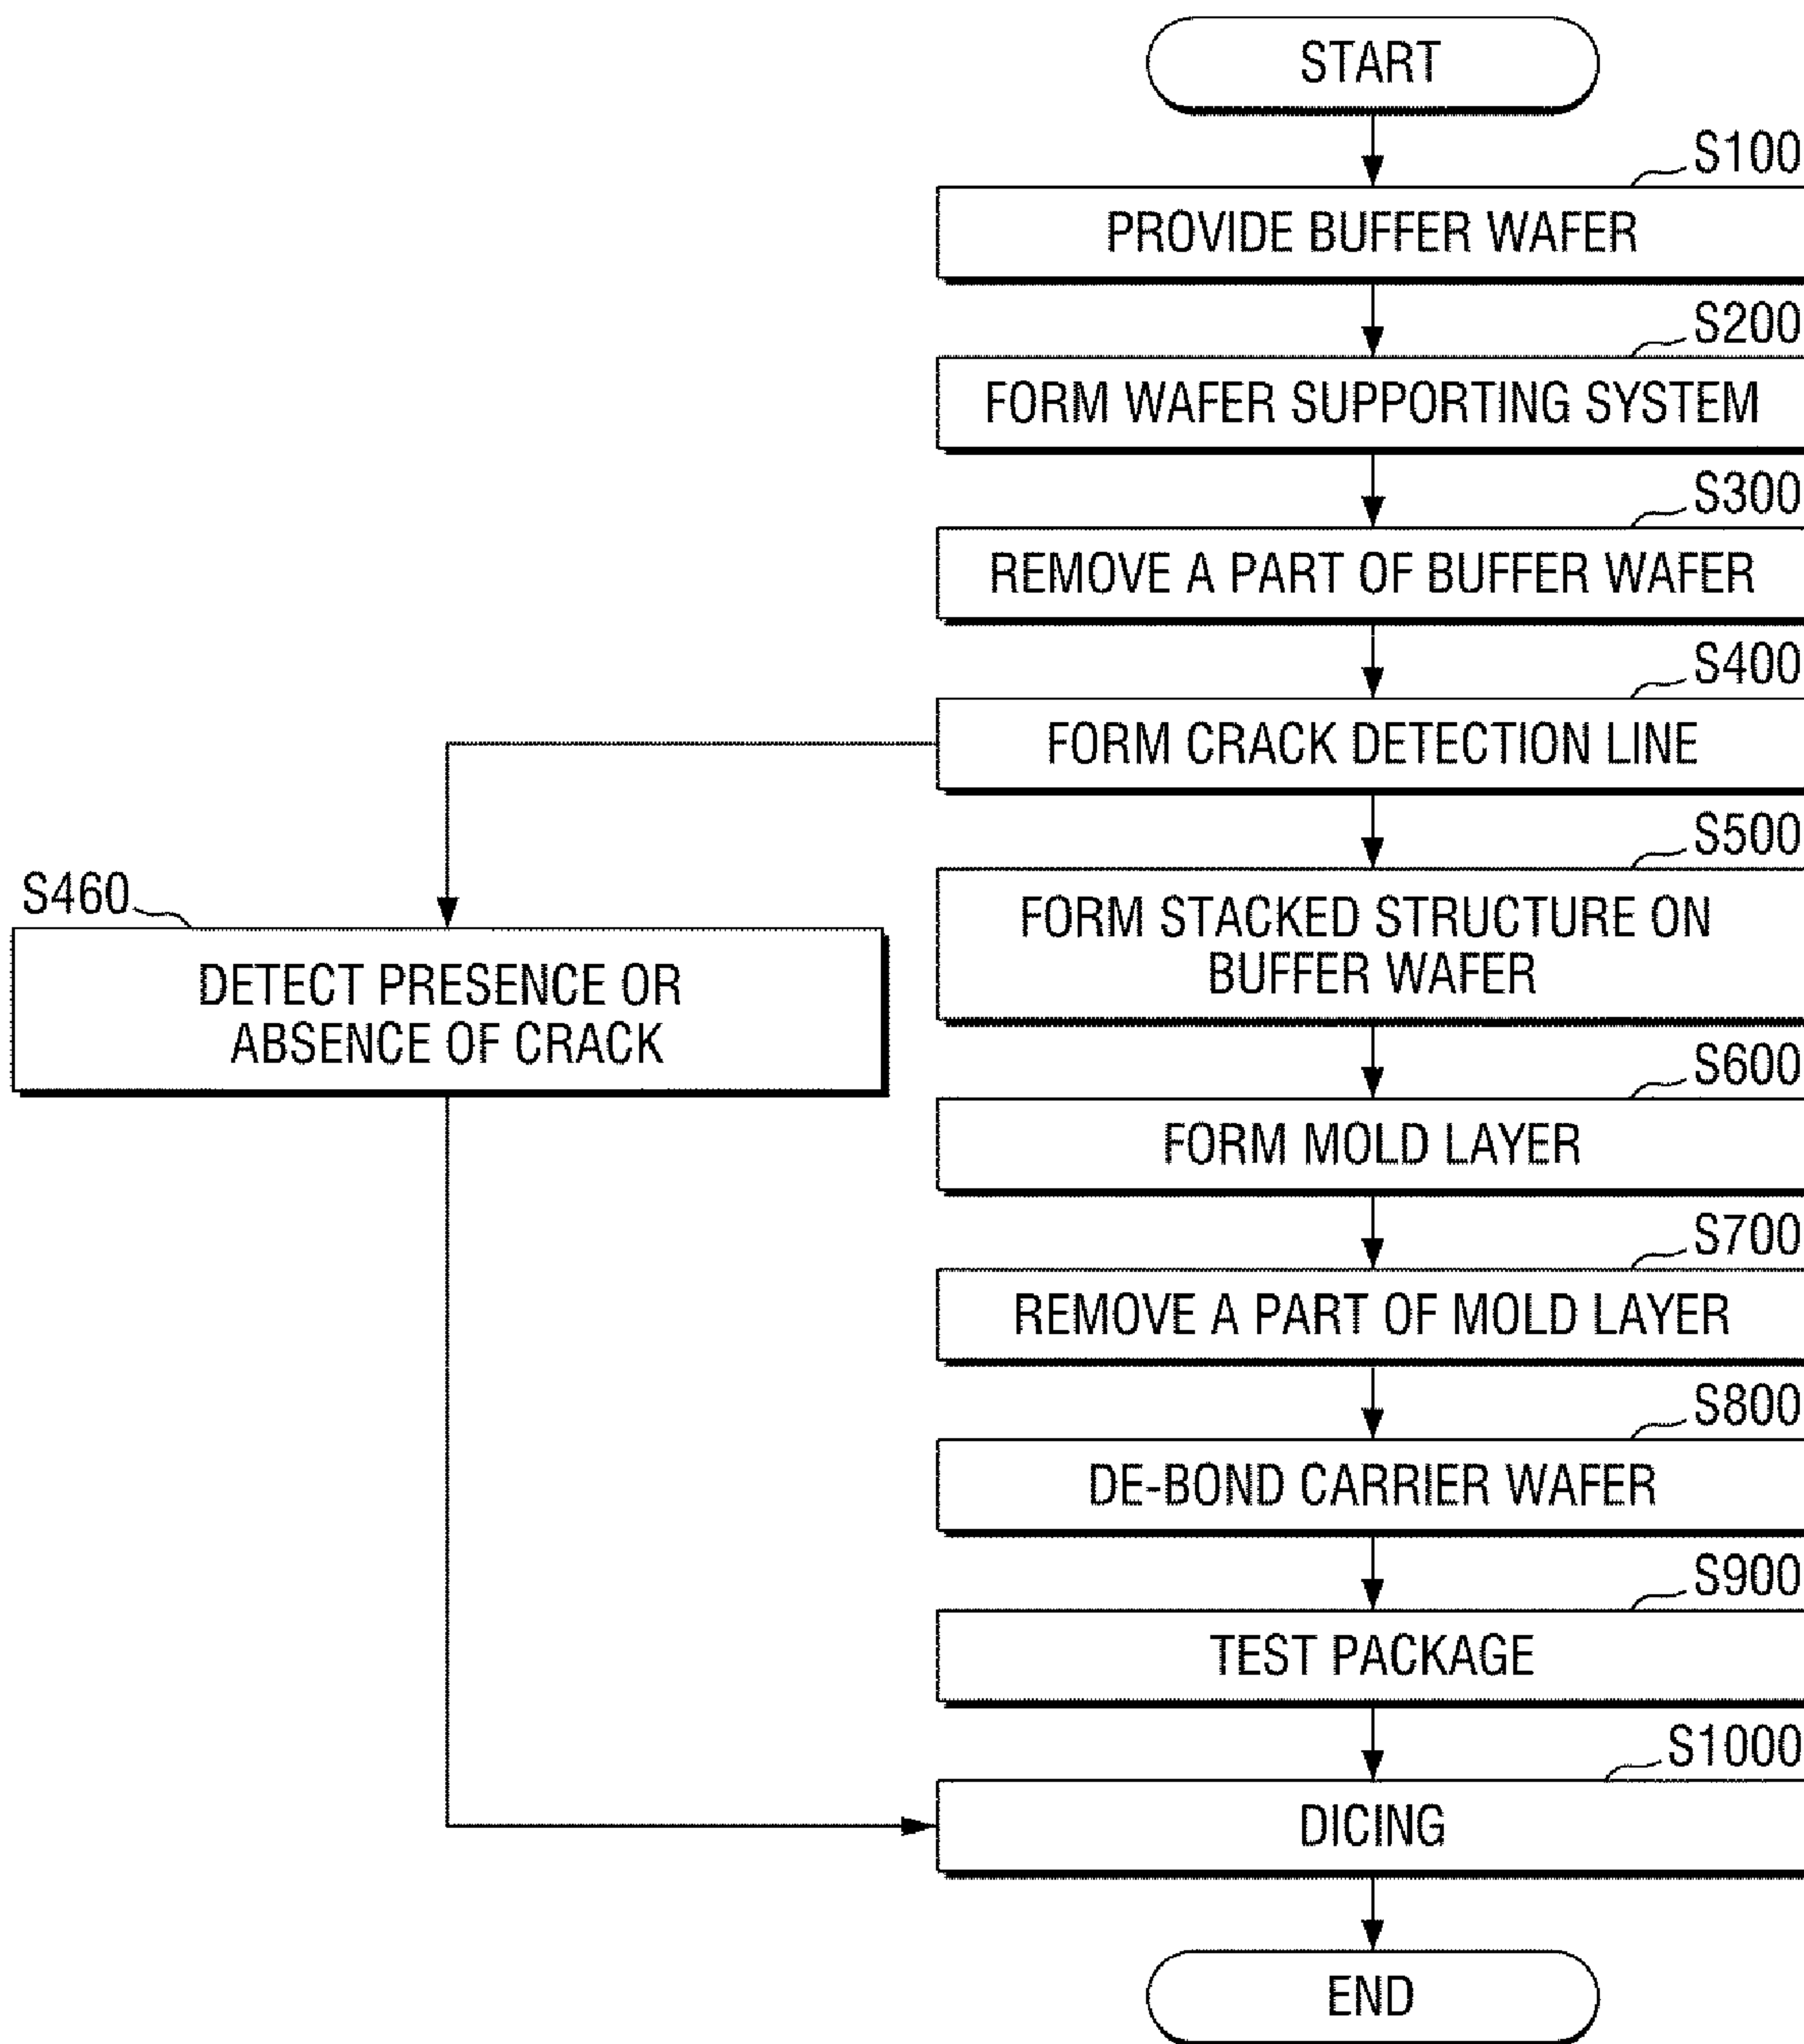 START
S100
PROVIDE BUFFER WAFER
S200
FORM WAFER SUPPORTING SYSTEM
S300
REMOVE A PART OF BUFFER WAFER
S400
FORM CRACK DETECTION LINE
S460
DETECT PRESENCE OR
ABSENCE OF CRACK
S500
FORM STACKED STRUCTURE ON
BUFFER WAFER
S600
FORM MOLD LAYER
S700
REMOVE A PART OF MOLD LAYER
S800
DE-BOND CARRIER WAFER
S900
TEST PACKAGE
S1000
DICING
END